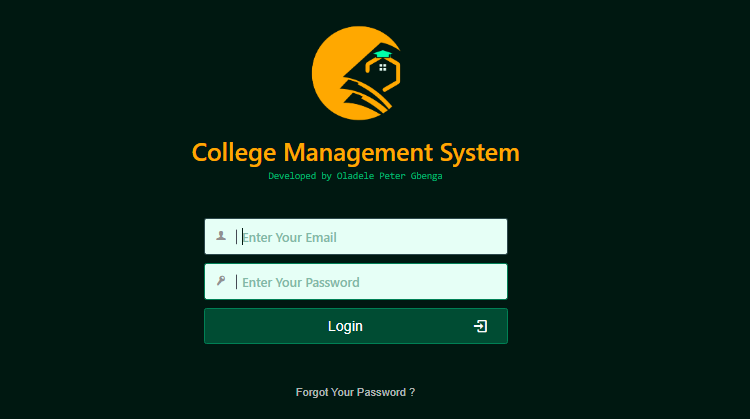 College Management System
Developed by Oladele Peter Gbenga
Enter Your Email
Enter Your Password
Login
Forgot Your Password ?